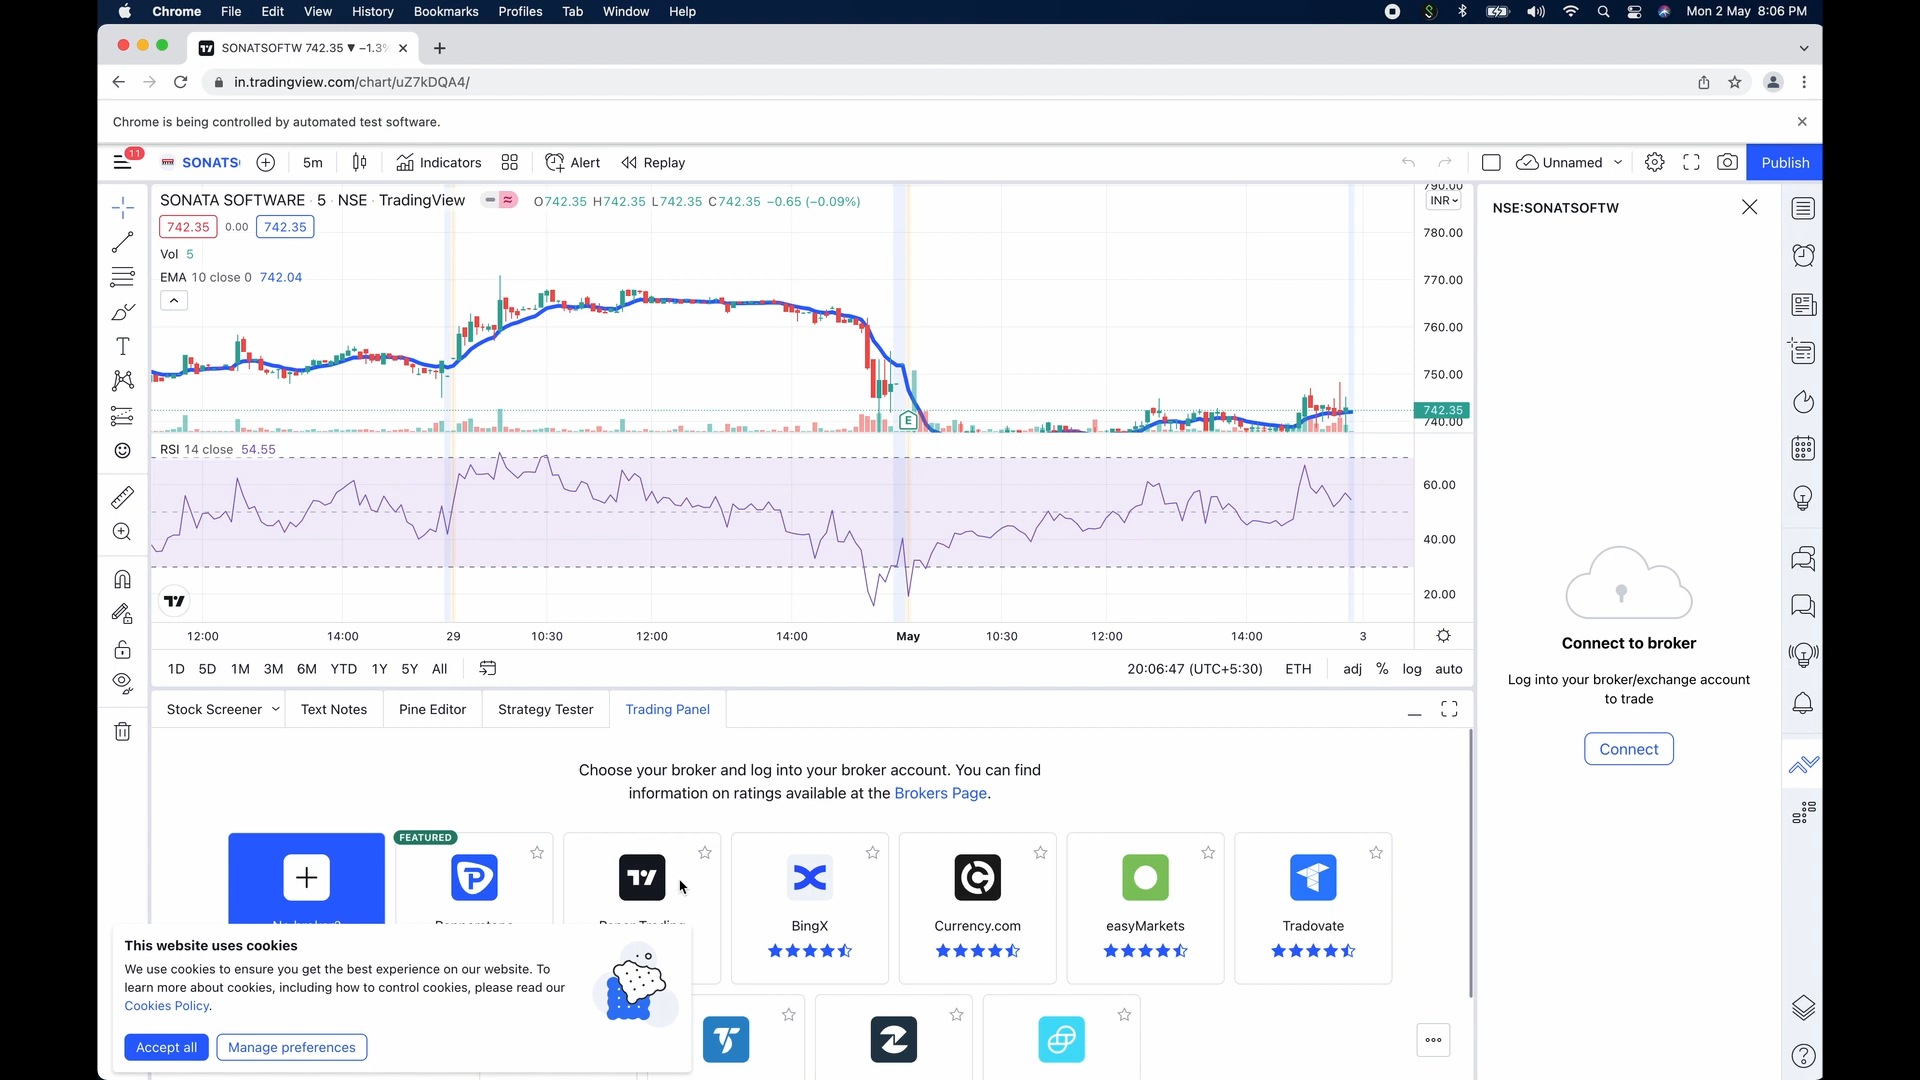 Chrome File Edit View History Bookmarks Profiles Tab Window Help Mon 2 May 8:06 PM
SONATSOFTW 742.35 ▼ −1.3%
in.tradingview.com/chart/uZ7kDQA4/
Chrome is being controlled by automated test software.
11 SONATS 5m Indicators Alert Replay Unnamed Publish
SONATA SOFTWARE · 5 · NSE · TradingView O742.35 H742.35 L742.35 C742.35 −0.65 (−0.09%)
742.35 0.00 742.35
Vol 5
EMA 10 close 0 742.04
790.00
INR
780.00
770.00
760.00
750.00
742.35
740.00
E
RSI 14 close 54.55
60.00
40.00
20.00
12:00 14:00 29 10:30 12:00 14:00 May 10:30 12:00 14:00 3
1D 5D 1M 3M 6M YTD 1Y 5Y All 20:06:47 (UTC+5:30) ETH adj % log auto
NSE:SONATSOFTW
Connect to broker
Log into your broker/exchange account
to trade
Connect
Stock Screener Text Notes Pine Editor Strategy Tester Trading Panel
Choose your broker and log into your broker account. You can find
information on ratings available at the Brokers Page.
FEATURED
BingX Currency.com easyMarkets Tradovate
This website uses cookies
We use cookies to ensure you get the best experience on our website. To
learn more about cookies, including how to control cookies, please read our
Cookies Policy.
Accept all Manage preferences